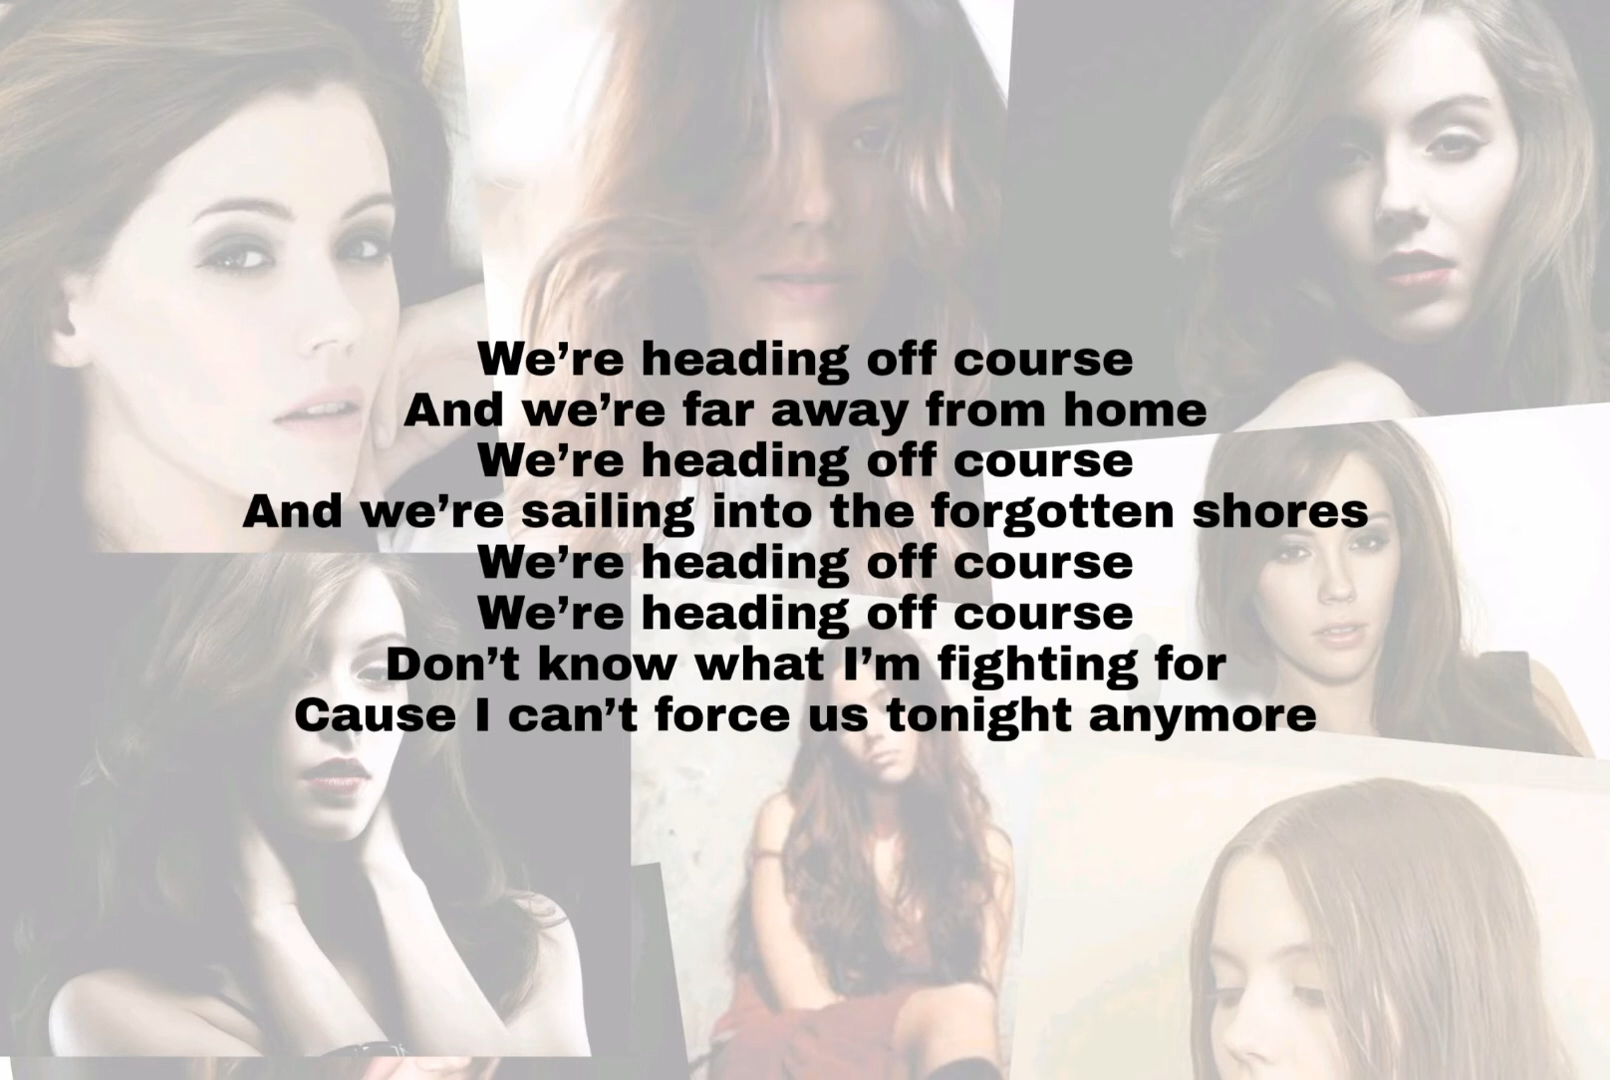 We’re heading off course
And we’re far away from home
We’re heading off course
And we’re sailing into the forgotten shores
We’re heading off course
We’re heading off course
Don’t know what I’m fighting for
Cause I can’t force us tonight anymore